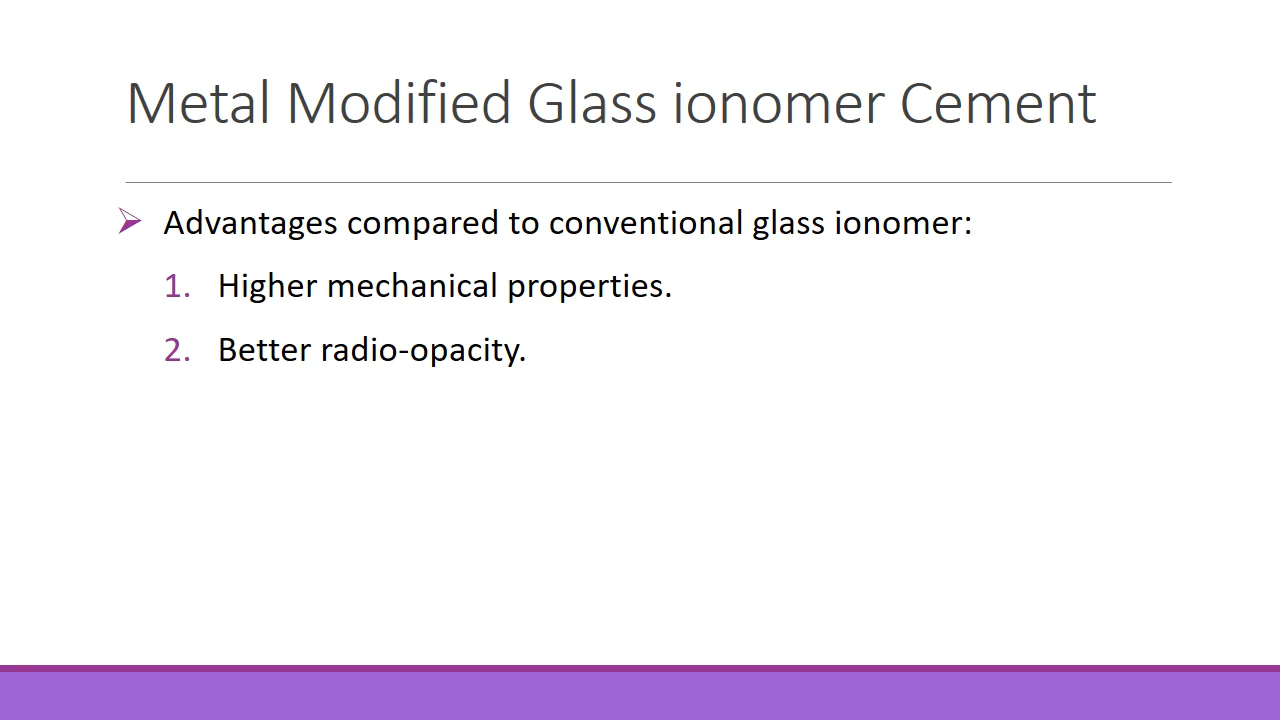 Metal Modified Glass ionomer Cement
➢ Advantages compared to conventional glass ionomer:
1. Higher mechanical properties.
2. Better radio-opacity.